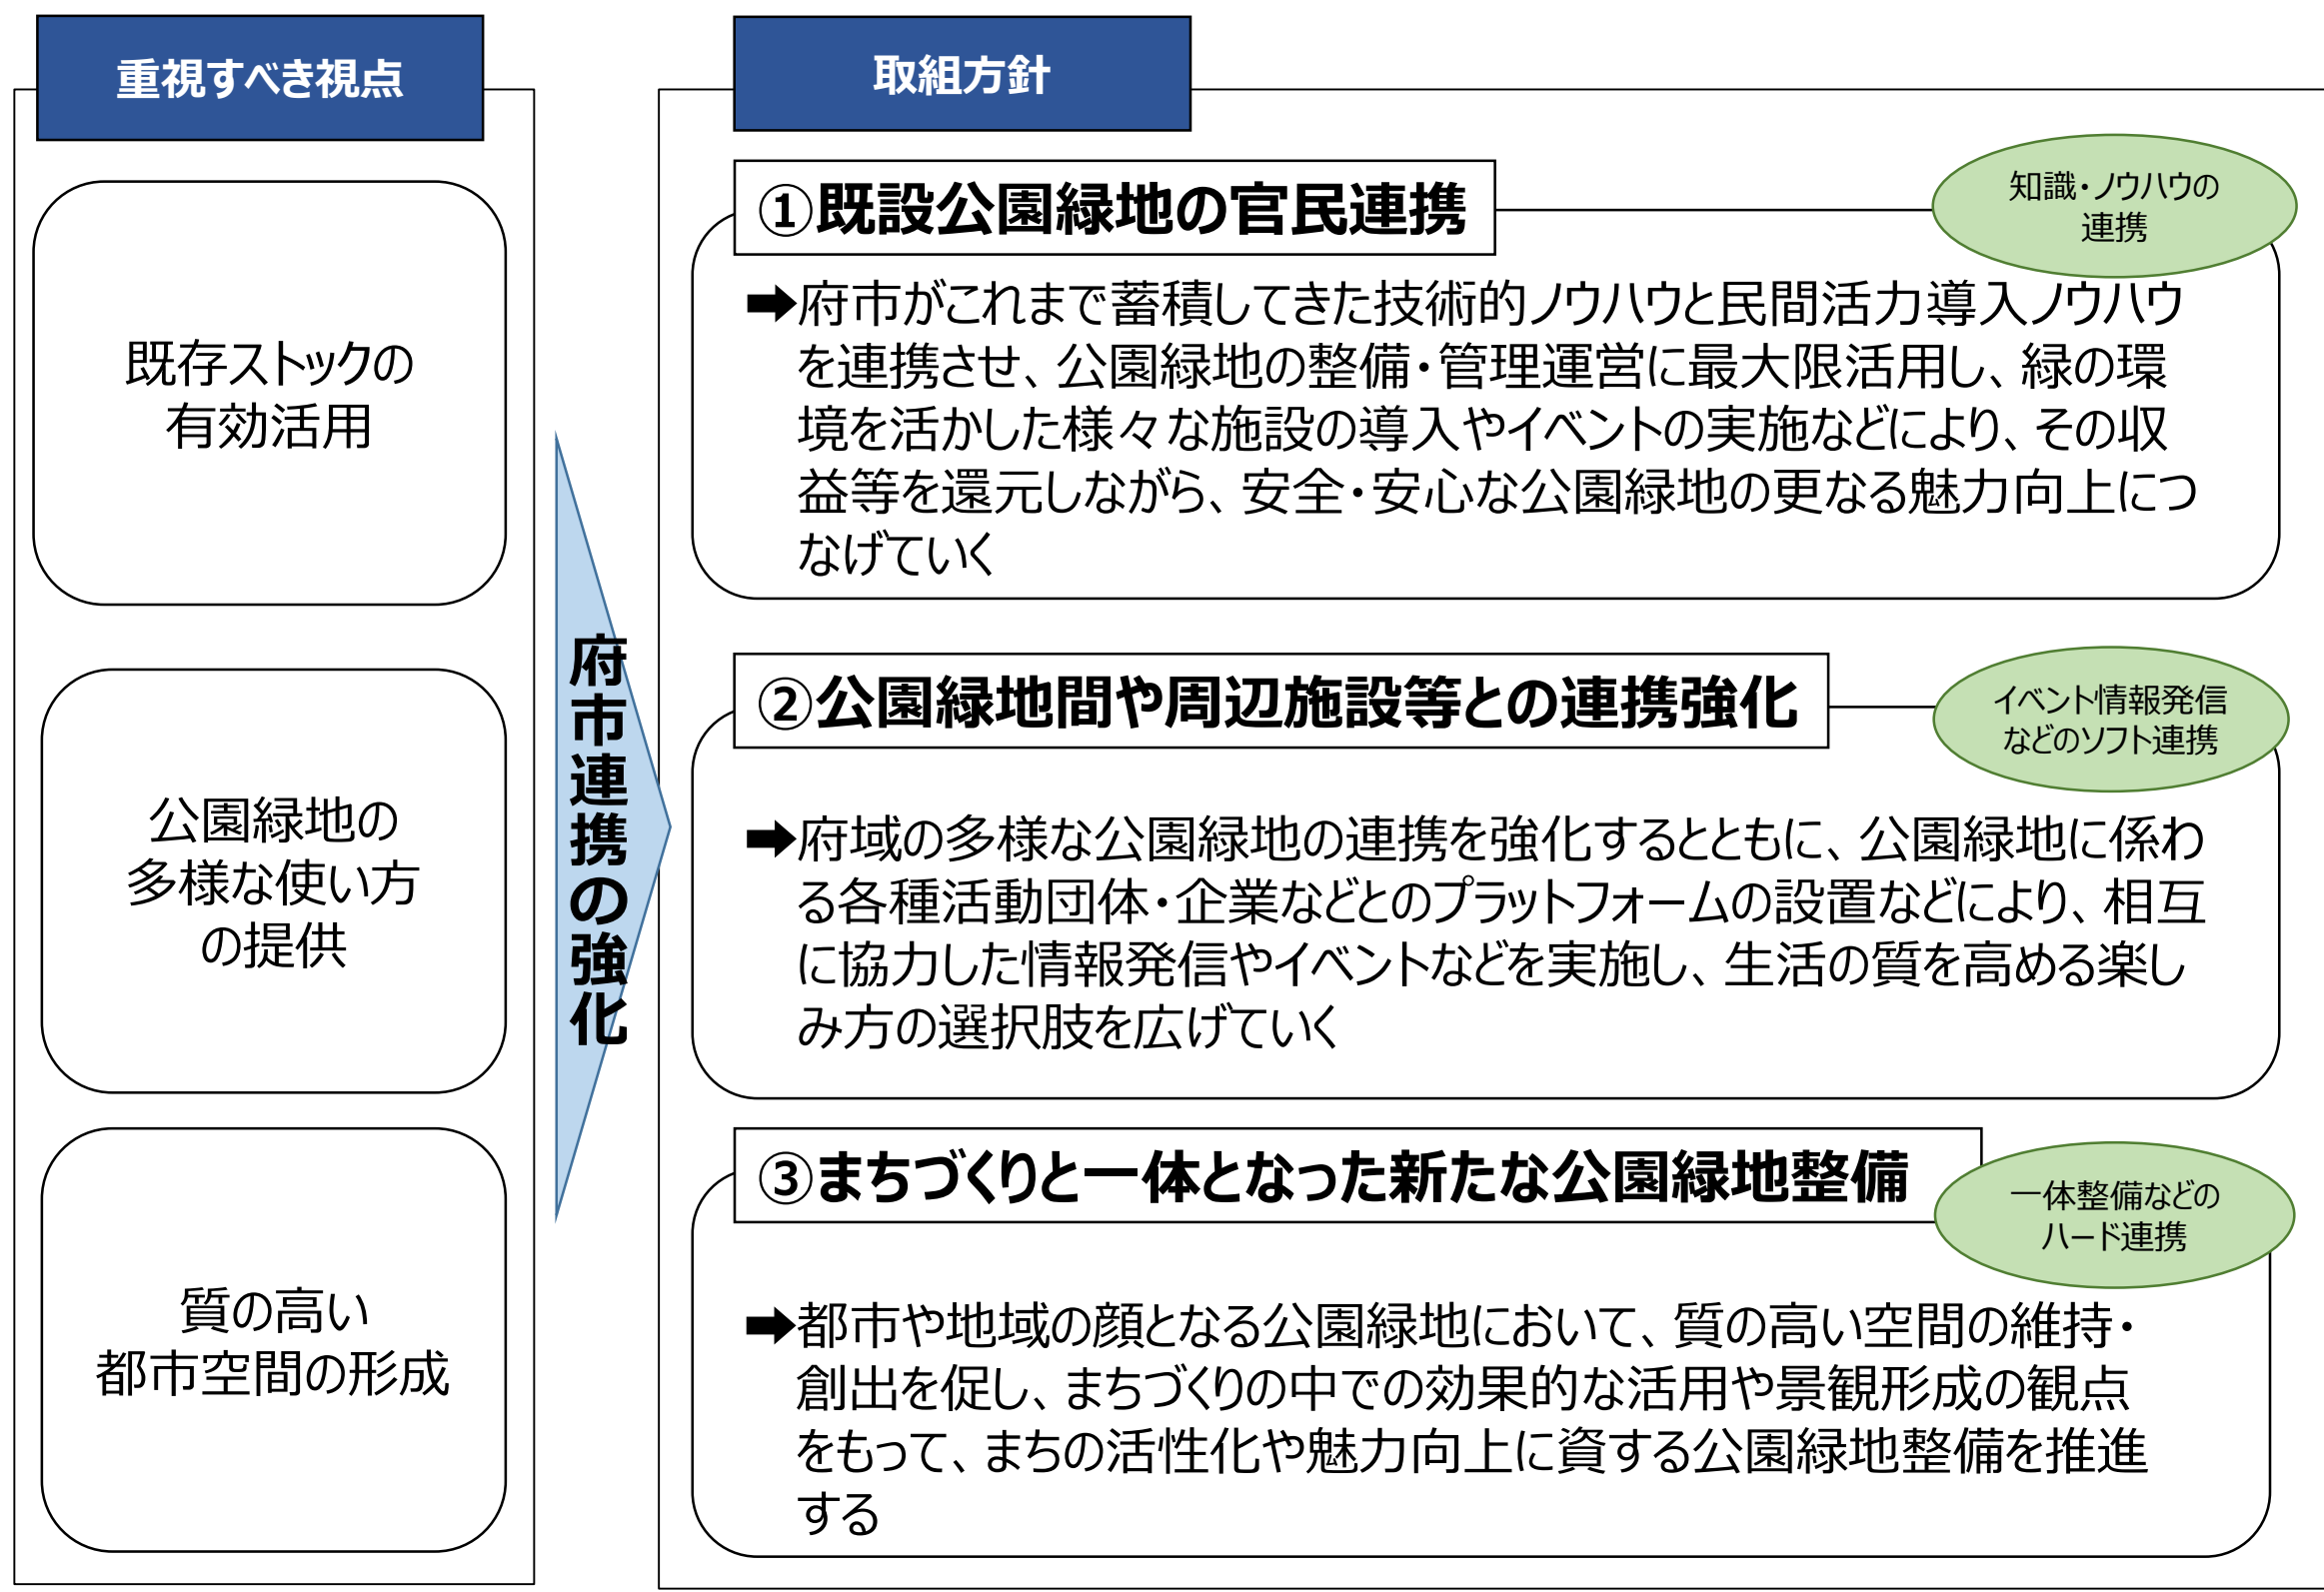 重視すべき視点
既存ストックの
有効活用
公園緑地の
多様な使い方
の提供
質の高い
都市空間の形成
府市連携の強化
取組方針
①既設公園緑地の官民連携
知識・ノウハウの
連携
➡府市がこれまで蓄積してきた技術的ノウハウと民間活力導入ノウハウ
を連携させ、公園緑地の整備・管理運営に最大限活用し、緑の環
境を活かした様々な施設の導入やイベントの実施などにより、その収
益等を還元しながら、安全・安心な公園緑地の更なる魅力向上につ
なげていく
②公園緑地間や周辺施設等との連携強化
イベント情報発信
などのソフト連携
➡府域の多様な公園緑地の連携を強化するとともに、公園緑地に係わ
る各種活動団体・企業などとのプラットフォームの設置などにより、相互
に協力した情報発信やイベントなどを実施し、生活の質を高める楽し
み方の選択肢を広げていく
③まちづくりと一体となった新たな公園緑地整備
一体整備などの
ハード連携
➡都市や地域の顔となる公園緑地において、質の高い空間の維持・
創出を促し、まちづくりの中での効果的な活用や景観形成の観点
をもって、まちの活性化や魅力向上に資する公園緑地整備を推進
する